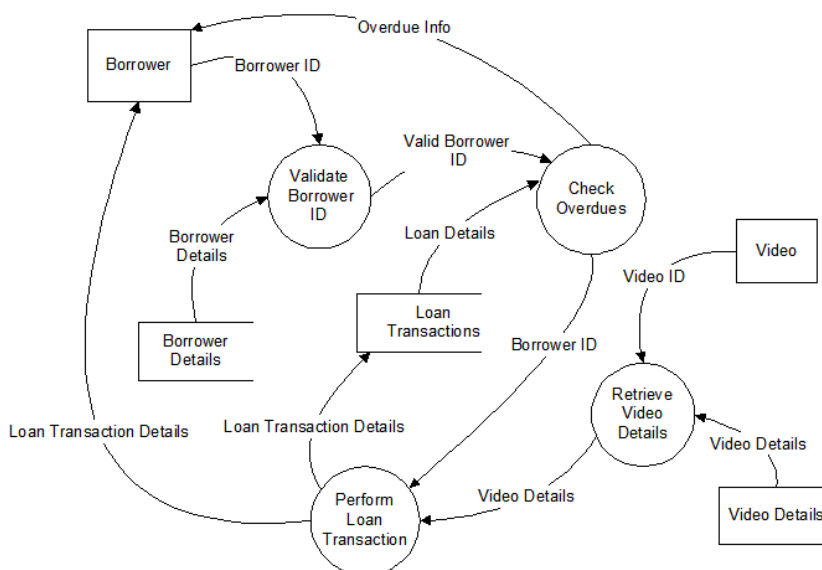 Overdue Info
Borrower
Borrower ID
Valid Borrower
ID
Validate
Borrower
ID
Check
Overdues
Borrower
Details
Loan Details
Video
Video ID
Loan
Transactions
Borrower
Details
Borrower ID
Retrieve
Video
Details
Loan Transaction Details
Loan Transaction Details
Video Details
Video Details
Perform
Loan
Transaction
Video Details